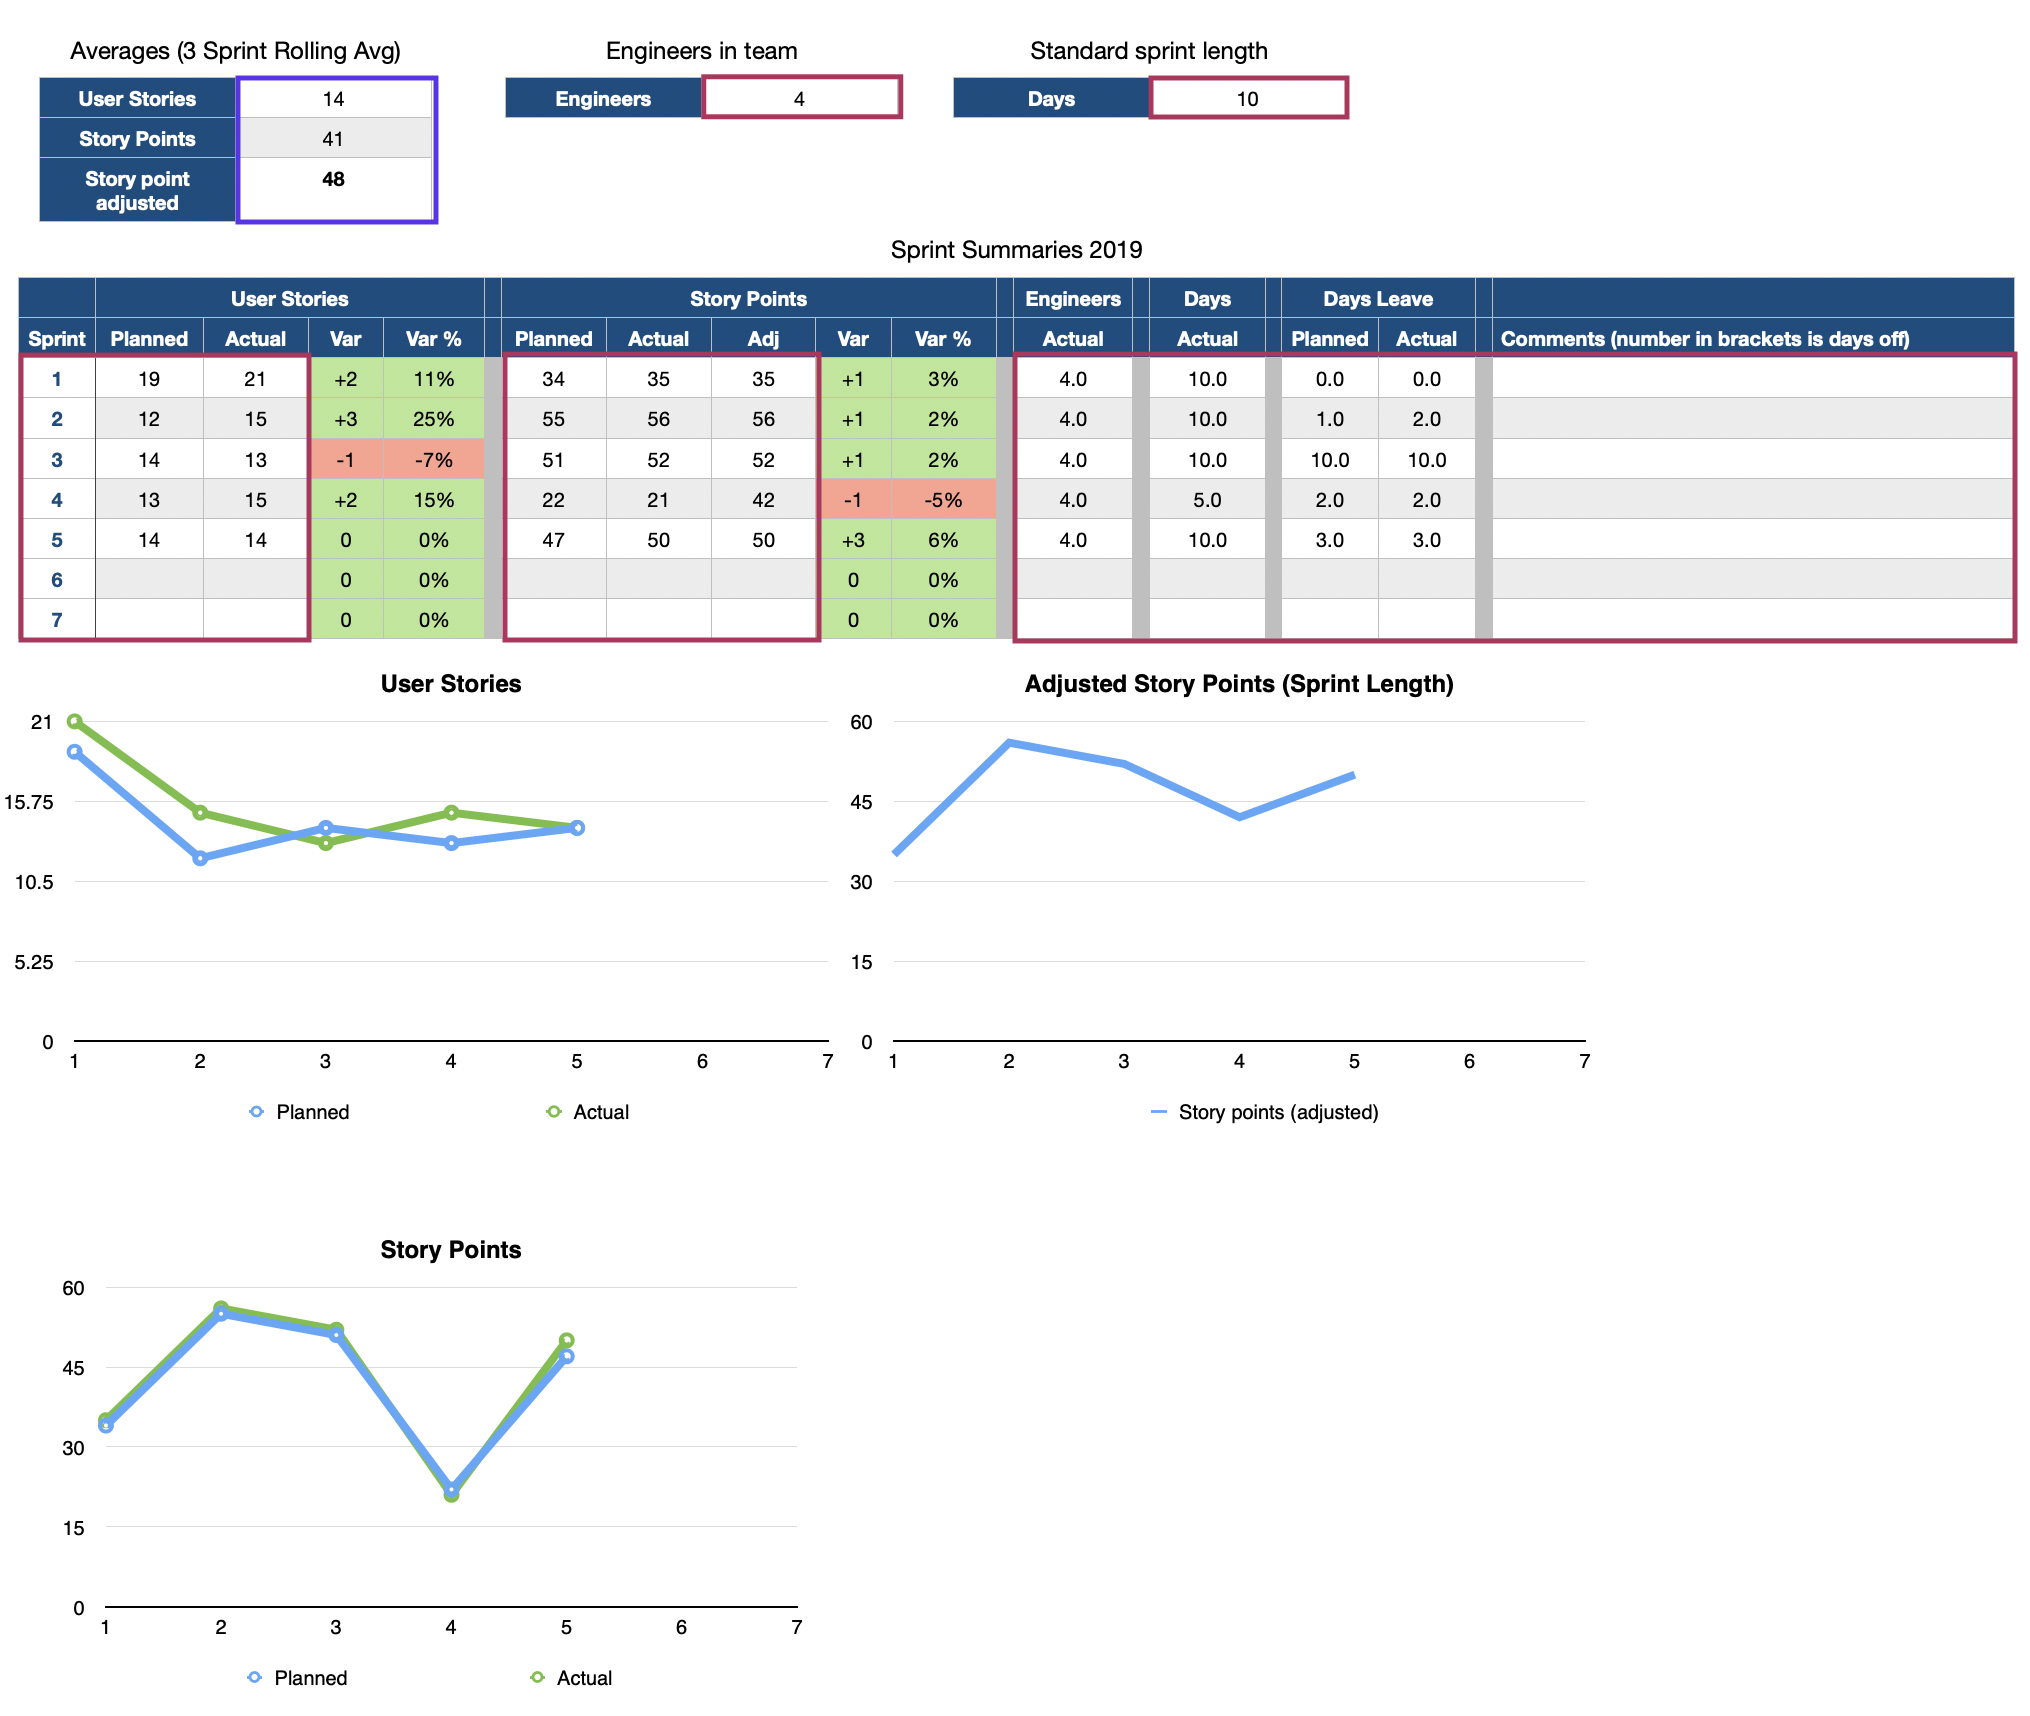 Averages (3 Sprint Rolling Avg)
Engineers in team
Standard sprint length
User Stories 14
Engineers 4
Days 10
Story Points 41
Story point adjusted 48
Sprint Summaries 2019
User Stories Story Points Engineers Days Days Leave
Sprint Planned Actual Var Var % Planned Actual Adj Var Var % Actual Actual Planned Actual Comments (number in brackets is days off)
1 19 21 +2 11% 34 35 35 +1 3% 4.0 10.0 0.0 0.0
2 12 15 +3 25% 55 56 56 +1 2% 4.0 10.0 1.0 2.0
3 14 13 -1 -7% 51 52 52 +1 2% 4.0 10.0 10.0 10.0
4 13 15 +2 15% 22 21 42 -1 -5% 4.0 5.0 2.0 2.0
5 14 14 0 0% 47 50 50 +3 6% 4.0 10.0 3.0 3.0
6 0 0% 0 0%
7 0 0% 0 0%
User Stories
21
15.75
10.5
5.25
0
1 2 3 4 5 6 7
Planned Actual
Adjusted Story Points (Sprint Length)
60
45
30
15
0
1 2 3 4 5 6 7
Story points (adjusted)
Story Points
60
45
30
15
0
1 2 3 4 5 6 7
Planned Actual